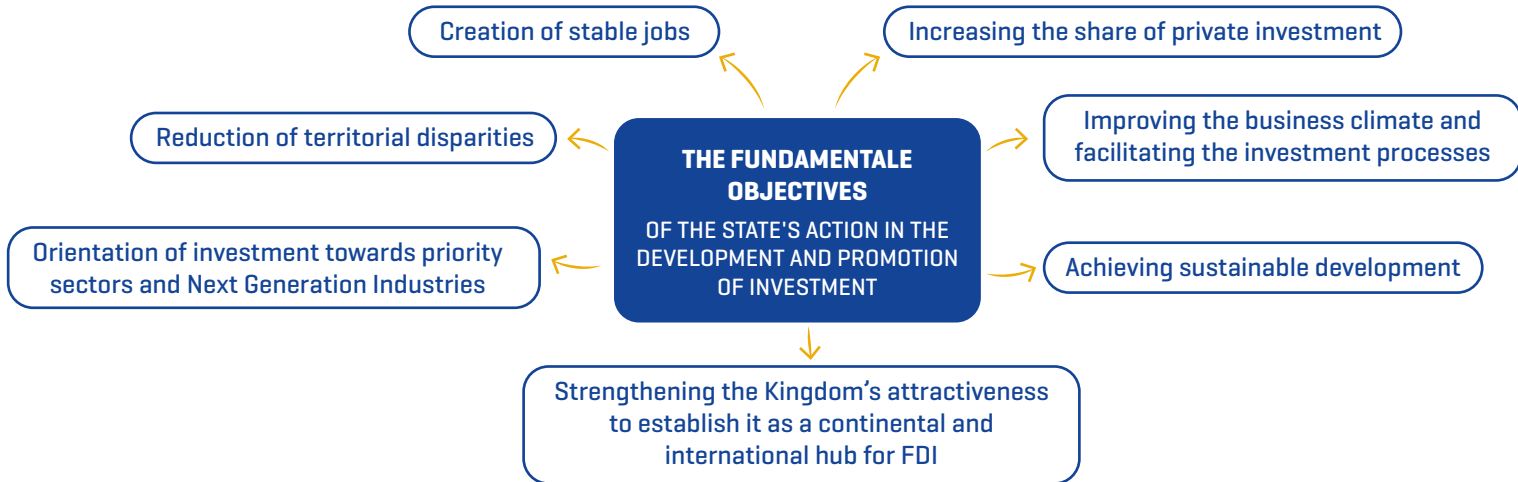 Creation of stable jobs
Increasing the share of private investment
Reduction of territorial disparities
Improving the business climate and
facilitating the investment processes
THE FUNDAMENTALE
OBJECTIVES
OF THE STATE'S ACTION IN THE
DEVELOPMENT AND PROMOTION
OF INVESTMENT
Orientation of investment towards priority
sectors and Next Generation Industries
Achieving sustainable development
Strengthening the Kingdom's attractiveness
to establish it as a continental and
international hub for FDI